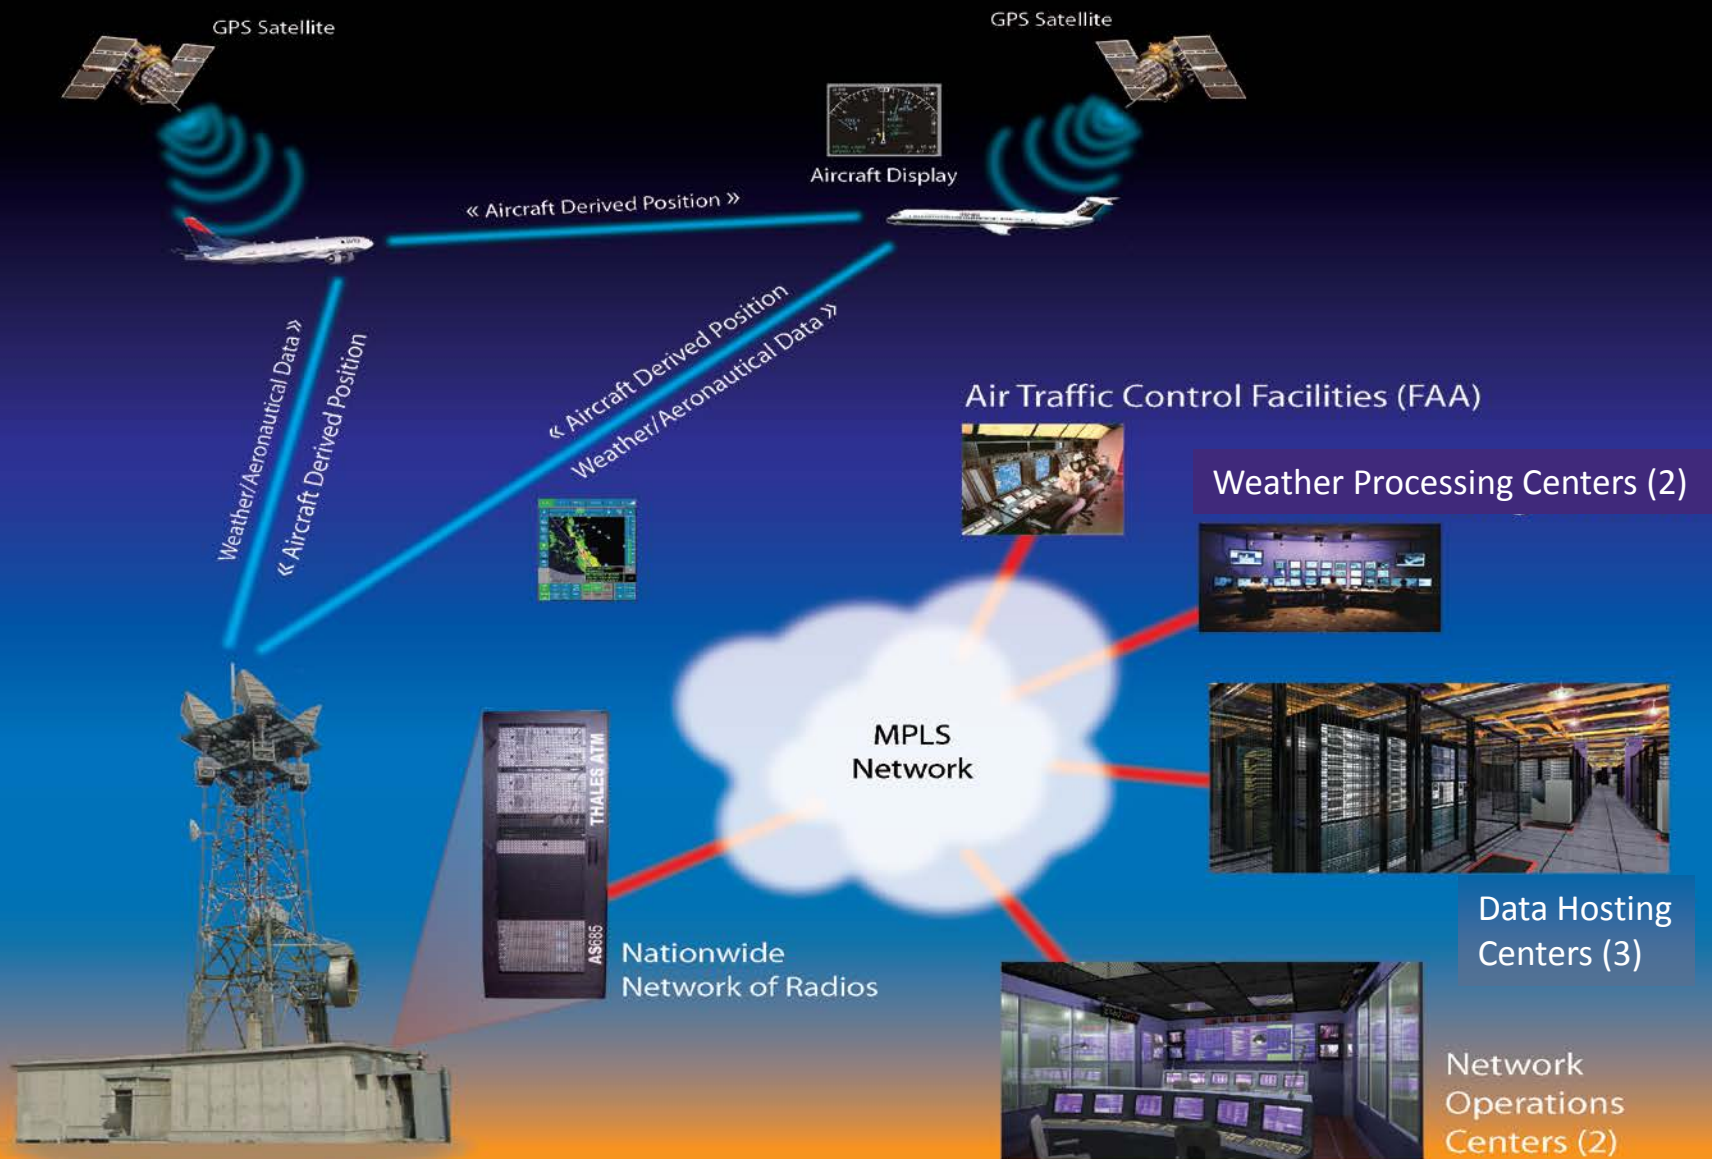 GPS Satellite
GPS Satellite
Aircraft Display
« Aircraft Derived Position »
Weather/Aeronautical Data »
« Aircraft Derived Position
« Aircraft Derived Position
Weather/Aeronautical Data »
Air Traffic Control Facilities (FAA)
Weather Processing Centers (2)
MPLS
Network
THALES ATM
AS685
Nationwide
Network of Radios
Data Hosting
Centers (3)
Network
Operations
Centers (2)